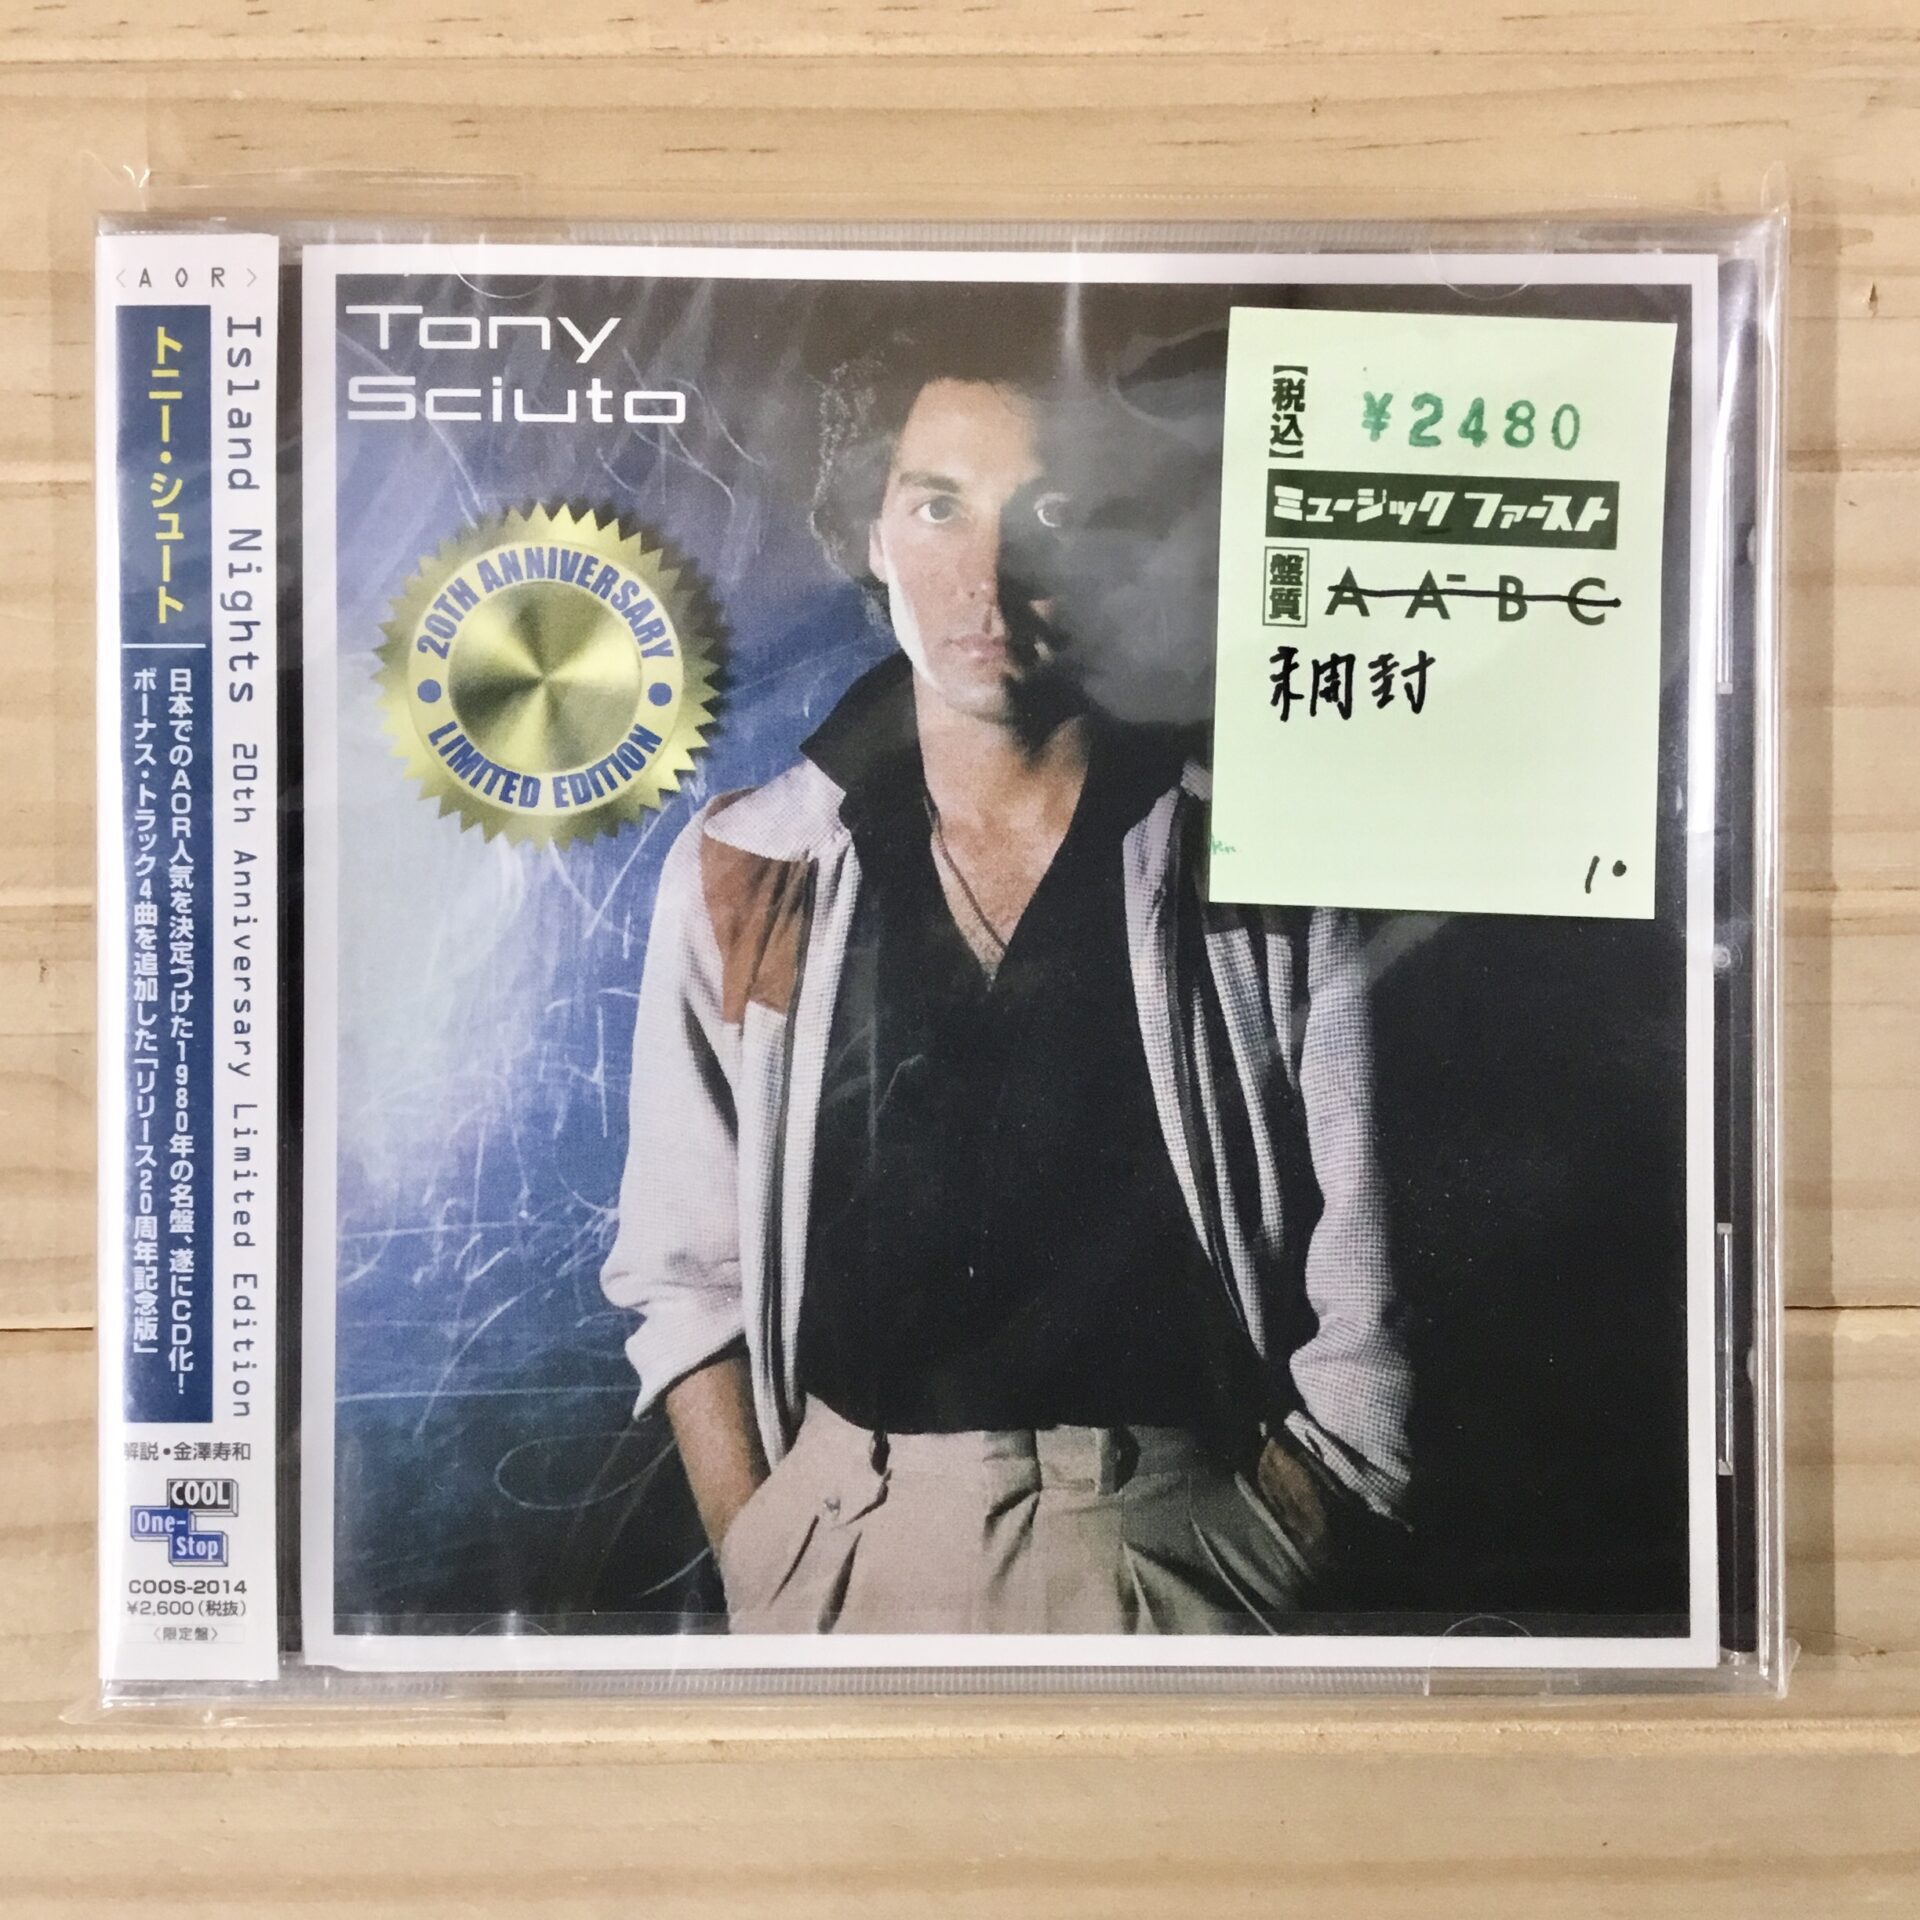 〈AOR〉
Island Nights 20th Anniversary Limited Edition
トニー・シュート
日本でのAOR人気を決定づけた1980年の名盤、遂にCD化!
ボーナス・トラック4曲を追加した「リリース20周年記念版」
解説・金澤寿和
COOL
One-
Stop
COOS-2014
¥2,600(税抜)
〈限定盤〉
Tony
Sciuto
20TH ANNIVERSARY
LIMITED EDITION
【税込】
¥2480
ミュージックファースト
盤質 A A⁻ B C
未開封
10